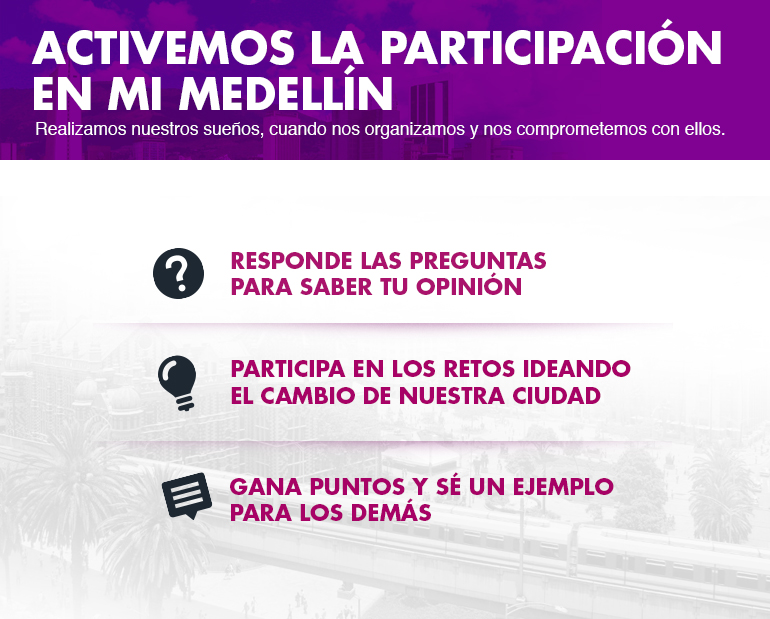 ACTIVEMOS LA PARTICIPACIÓN
EN MI MEDELLÍN
Realizamos nuestros sueños, cuando nos organizamos y nos comprometemos con ellos.
RESPONDE LAS PREGUNTAS
PARA SABER TU OPINIÓN
PARTICIPA EN LOS RETOS IDEANDO
EL CAMBIO DE NUESTRA CIUDAD
GANA PUNTOS Y SÉ UN EJEMPLO
PARA LOS DEMÁS